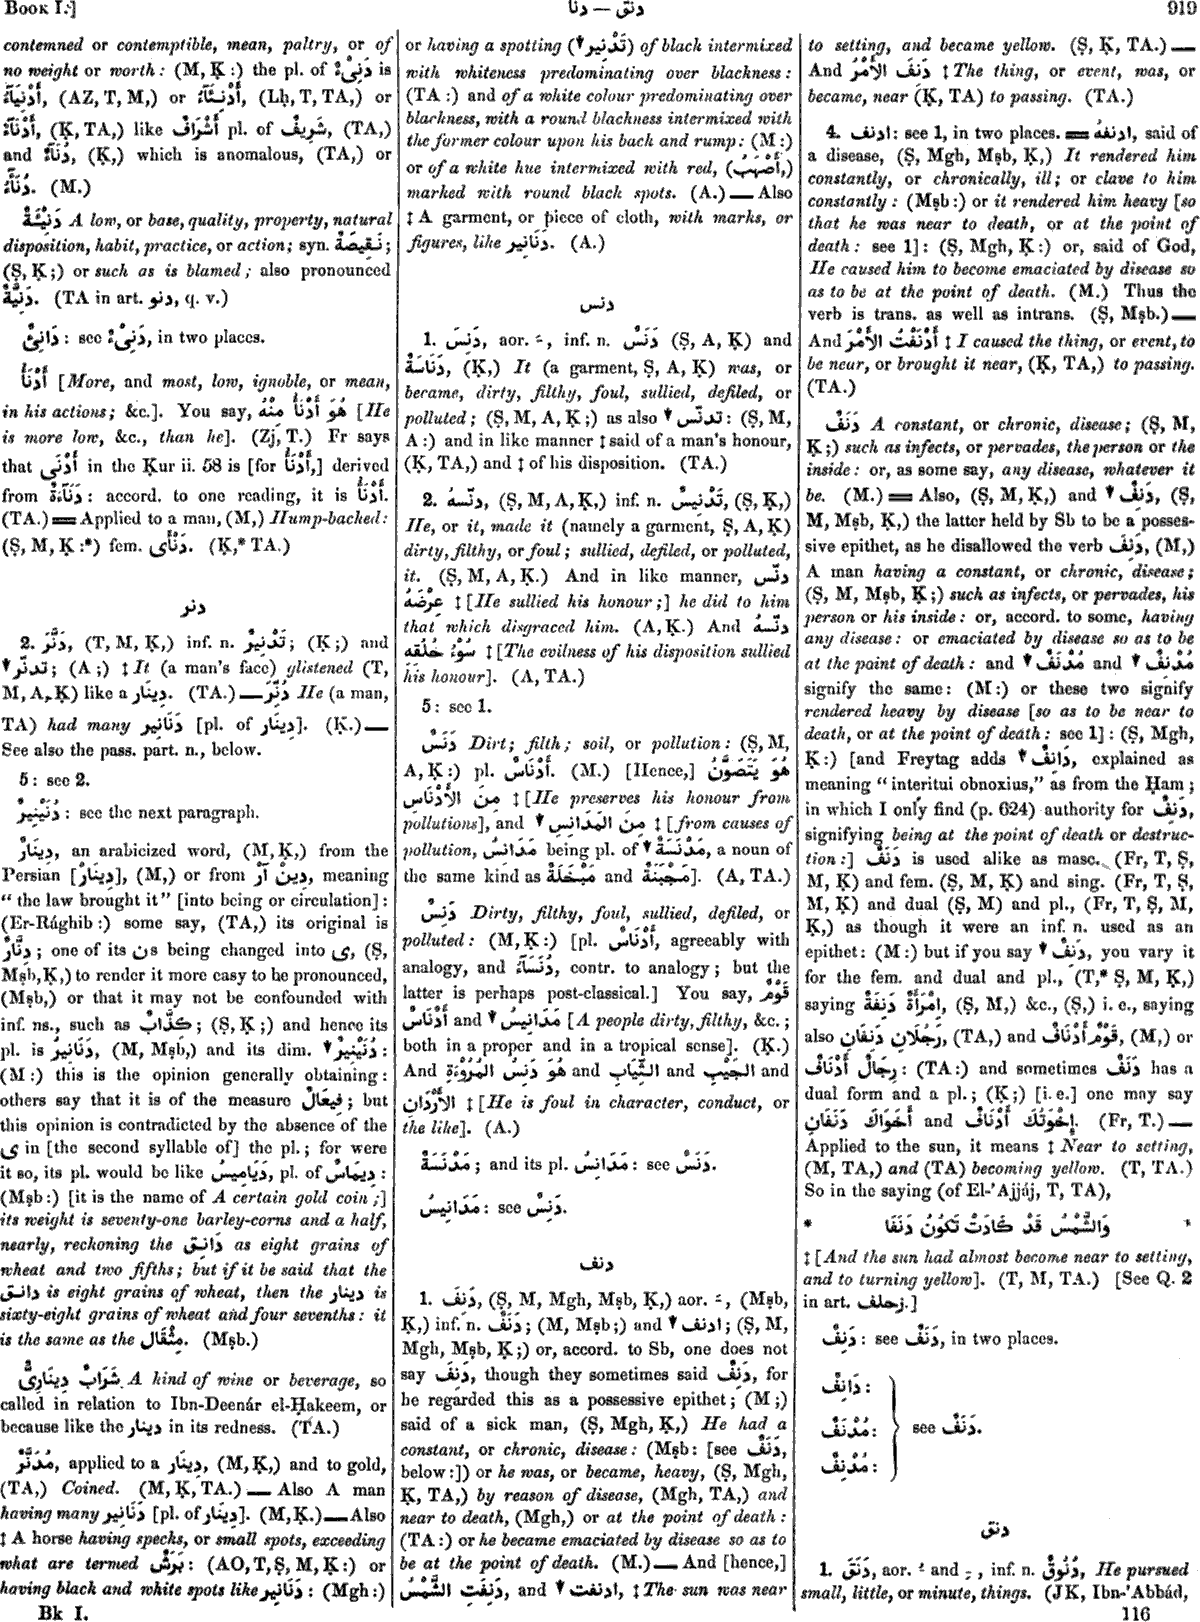 BOOK I.]
دنأ — دنق
919
contemned or contemptible, mean, paltry, or of
no weight or worth: (M, Ḳ:) the pl. of دَنِىْءٌ is
أَدْنِيَآءُ, (AZ, T, M,) or أَدْنَآءٌ, (Lḥ, T, TA,) or
أَدْنَآءٌ, (Ḳ, TA,) like أَشْرَافٌ pl. of شَرِيفٌ, (TA,)
and دُنَآءٌ, (Ḳ,) which is anomalous, (TA,) or
(M.)
دَنِيْئَةٌ A low, or base, quality, property, natural
disposition, habit, practice, or action; syn. نَقِيصَةٌ;
(Ṣ, Ḳ;) or such as is blamed; also pronounced
دَنِيَّةٌ. (TA in art. دنو, q. v.)
دَانِئٌ: see دَنِىْءٌ, in two places.
أَدْنَأُ [More, and most, low, ignoble, or mean,
in his actions; &c.]. You say, هُوَ أَدْنَأُ مِنْهُ [He
is more low, &c., than he]. (Zj, T.) Fr says
that أَدْنَى in the Ḳur ii. 58 is [for أَدْنَأُ,] derived
from دَنَآءَةٌ: accord. to one reading, it is أَدْنَأُ.
(TA.) ═ Applied to a man, (M,) Hump-backed:
(Ṣ, M, Ḳ:*) fem. دَنْأَى. (Ḳ,* TA.)
دنر
2. دَنَّرَ, (T, M, Ḳ,) inf. n. تَدْنِيرٌ; (Ḳ;) and
▼ تدنّر; (A;) ‡ It (a man's face) glistened (T,
M, A, Ḳ) like a دِينَار. (TA.) — دُنِّرَ He (a man,
TA) had many دَنَانِير [pl. of دِينَار]. (Ḳ.) —
See also the pass. part. n., below.
5: see 2.
دُنَيْنِيرٌ: see the next paragraph.
دِينَارٌ, an arabicized word, (M, Ḳ,) from the
Persian [دِينَارْ], (M,) or from دِينْ آرْ, meaning
“the law brought it” [into being or circulation]:
(Er-Rághib:) some say, (TA,) its original is
دِنَّارٌ; one of its ن s being changed into ى, (Ṣ,
Mṣb, Ḳ,) to render it more easy to be pronounced,
(Mṣb,) or that it may not be confounded with
inf. ns., such as كِذَّابٌ; (Ṣ, Ḳ;) and hence its
pl. is دَنَانِيرُ, (M, Mṣb,) and its dim. ▼ دُنَيْنِيرٌ:
(M:) this is the opinion generally obtaining:
others say that it is of the measure فِيعَالٌ; but
this opinion is contradicted by the absence of the
ى in [the second syllable of] the pl.; for were
it so, its pl. would be like دَيَامِيسُ, pl. of دِيمَاسٌ:
(Mṣb:) [it is the name of A certain gold coin;]
its weight is seventy-one barley-corns and a half,
nearly, reckoning the دَانِق as eight grains of
wheat and two fifths; but if it be said that the
دانق is eight grains of wheat, then the دينار is
sixty-eight grains of wheat and four sevenths: it
is the same as the مِثْقَال. (Mṣb.)
شَرَابٌ دِينَارِىٌّ A kind of wine or beverage, so
called in relation to Ibn-Deenár el-Ḥakeem, or
because like the دينار in its redness. (TA.)
مُدَنَّرٌ, applied to a دِينَار, (M, Ḳ,) and to gold,
(TA,) Coined. (M, Ḳ, TA.) — Also A man
having many دَنَانِير [pl. of دِينَار]. (M, Ḳ.) — Also
‡ A horse having specks, or small spots, exceeding
what are termed بَرَشٌ: (AO, T, Ṣ, M, Ḳ:) or
having black and white spots like دَنَانِير: (Mgh:)
or having a spotting (▼ تَدْنِير) of black intermixed
with whiteness predominating over blackness:
(TA:) and of a white colour predominating over
blackness, with a round blackness intermixed with
the former colour upon his back and rump: (M:)
or of a white hue intermixed with red, (أَصْهَبُ,)
marked with round black spots. (A.) — Also
‡ A garment, or piece of cloth, with marks, or
figures, like دَنَانِير. (A.)
دنس
1. دَنِسَ, aor. ـَ, inf. n. دَنَسٌ (Ṣ, A, Ḳ) and
دَنَاسَةٌ, (Ḳ,) It (a garment, Ṣ, A, Ḳ) was, or
became, dirty, filthy, foul, sullied, defiled, or
polluted; (Ṣ, M, A, Ḳ;) as also ▼ تدنّس: (Ṣ, M,
A:) and in like manner ‡ said of a man's honour,
(Ḳ, TA,) and ‡ of his disposition. (TA.)
2. دنّسهُ, (Ṣ, M, A, Ḳ,) inf. n. تَدْنِيسٌ, (Ṣ, Ḳ,)
He, or it, made it (namely a garment, Ṣ, A, Ḳ)
dirty, filthy, or foul; sullied, defiled, or polluted,
it. (Ṣ, M, A, Ḳ.) And in like manner, دنّس
عِرْضَهُ ‡ [He sullied his honour;] he did to him
that which disgraced him. (A, Ḳ.) And دنّسهُ
سُوْءُ خُلُقِهِ ‡ [The evilness of his disposition sullied
his honour]. (A, TA.)
5: see 1.
دَنَسٌ Dirt; filth; soil, or pollution: (Ṣ, M,
A, Ḳ:) pl. أَدْنَاسٌ. (M.) [Hence,] هُوَ يَتَصَوَّنُ
مِنَ الأَدْنَاسِ ‡ [He preserves his honour from
pollutions], and ▼ مِنَ المَدَانِسِ ‡ [from causes of
pollution, مَدَانِسُ being pl. of ▼ مَدْنَسَةٌ, a noun of
the same kind as مَبْخَلَةٌ and مَجْبَنَةٌ]. (A, TA.)
دَنِسٌ Dirty, filthy, foul, sullied, defiled, or
polluted: (M, Ḳ:) [pl. أَدْنَاسٌ, agreeably with
analogy, and دُنَسَآءُ, contr. to analogy; but the
latter is perhaps post-classical.] You say, قَوْمٌ
أَدْنَاسٌ and ▼ مَدَانِيسُ [A people dirty, filthy, &c.;
both in a proper and in a tropical sense]. (Ḳ.)
And هُوَ دَنِسُ المُرُوْءَةِ and الثِّيَابِ and الجَيْبِ and
الأَرْدَانِ ‡ [He is foul in character, conduct, or
the like]. (A.)
مَدْنَسَةٌ; and its pl. مَدَانِسُ: see دَنَسٌ.
مَدَانِيسُ: see دَنِسٌ.
دنف
1. دَنِفَ, (Ṣ, M, Mgh, Mṣb, Ḳ,) aor. ـَ, (Mṣb,
Ḳ,) inf. n. دَنَفٌ; (M, Mṣb;) and ▼ ادنف; (Ṣ, M,
Mgh, Mṣb, Ḳ;) or, accord. to Sb, one does not
say دَنِفَ, though they sometimes said دَنِفٌ, for
he regarded this as a possessive epithet; (M;)
said of a sick man, (Ṣ, Mgh, Ḳ,) He had a
constant, or chronic, disease: (Mṣb: [see دَنَفٌ,
below:]) or he was, or became, heavy, (Ṣ, Mgh,
Ḳ, TA,) by reason of disease, (Mgh, TA,) and
near to death, (Mgh,) or at the point of death:
(TA:) or he became emaciated by disease so as to
be at the point of death. (M.) — And [hence,]
دَنِفَتِ الشَّمْسُ, and ▼ ادنفت, ‡ The sun was near
to setting, and became yellow. (Ṣ, Ḳ, TA.) —
And دَنِفَ الأَمْرُ ‡ The thing, or event, was, or
became, near (Ḳ, TA) to passing. (TA.)
4. ادنف: see 1, in two places. ═ ادنفهُ, said of
a disease, (Ṣ, Mgh, Mṣb, Ḳ,) It rendered him
constantly, or chronically, ill; or clave to him
constantly: (Mṣb:) or it rendered him heavy [so
that he was near to death, or at the point of
death: see 1]: (Ṣ, Mgh, Ḳ:) or, said of God,
He caused him to become emaciated by disease so
as to be at the point of death. (M.) Thus the
verb is trans. as well as intrans. (Ṣ, Mṣb.) —
And أَدْنَفْتُ الأَمْرَ ‡ I caused the thing, or event, to
be near, or brought it near, (Ḳ, TA,) to passing.
(TA.)
دَنَفٌ A constant, or chronic, disease; (Ṣ, M,
Ḳ;) such as infects, or pervades, the person or the
inside: or, as some say, any disease, whatever it
be. (M.) ═ Also, (Ṣ, M, Ḳ,) and ▼ دَنِفٌ, (Ṣ,
M, Mṣb, Ḳ,) the latter held by Sb to be a posses-
sive epithet, as he disallowed the verb دَنِفَ, (M,)
A man having a constant, or chronic, disease;
(Ṣ, M, Mṣb, Ḳ;) such as infects, or pervades, his
person or his inside: or, accord. to some, having
any disease: or emaciated by disease so as to be
at the point of death: and ▼ مُدْنَفٌ and ▼ مُدْنِفٌ
signify the same: (M:) or these two signify
rendered heavy by disease [so as to be near to
death, or at the point of death: see 1]: (Ṣ, Mgh,
Ḳ:) [and Freytag adds ▼ دَانِفٌ, explained as
meaning “interitui obnoxius,” as from the Ḥam;
in which I only find (p. 624) authority for دَنِفٌ,
signifying being at the point of death or destruc-
tion:] دَنَفٌ is used alike as masc. (Fr, T, Ṣ,
M, Ḳ) and fem. (Ṣ, M, Ḳ) and sing. (Fr, T, Ṣ,
M, Ḳ) and dual (Ṣ, M) and pl., (Fr, T, Ṣ, M,
Ḳ,) as though it were an inf. n. used as an
epithet: (M:) but if you say ▼ دَنِفٌ, you vary it
for the fem. and dual and pl., (T,* Ṣ, M, Ḳ,)
saying اِمْرَأَةٌ دَنِفَةٌ, (Ṣ, M,) &c., (Ṣ,) i. e., saying
also رَجُلَانِ دَنِفَانِ, (TA,) and قَوْمٌ أَدْنَافٌ, (M,) or
رِجَالٌ أَدْنَافٌ: (TA:) and sometimes دَنَفٌ has a
dual form and a pl.; (Ḳ;) [i. e.] one may say
أَخَوَاكَ دَنَفَانِ and إِخْوَتُكَ أَدْنَافٌ. (Fr, T.) —
Applied to the sun, it means ‡ Near to setting,
(M, TA,) and (TA) becoming yellow. (T, TA.)
So in the saying (of El-'Ajjáj, T, TA),
* وَالشَّمْسُ قَدْ كَادَتْ تَكُونُ دَنَفَا *
‡ [And the sun had almost become near to setting,
and to turning yellow]. (T, M, TA.) [See Q. 2
in art. زحلف.]
دَنِفٌ: see دَنَفٌ, in two places.
دَانِفٌ:
مُدْنَفٌ:
مُدْنِفٌ:
see دَنَفٌ.
دنق
1. دَنَقَ, aor. ـُ and ـِ, inf. n. دُنُوقٌ, He pursued
small, little, or minute, things. (JK, Ibn-'Abbád,
Bk I.
116